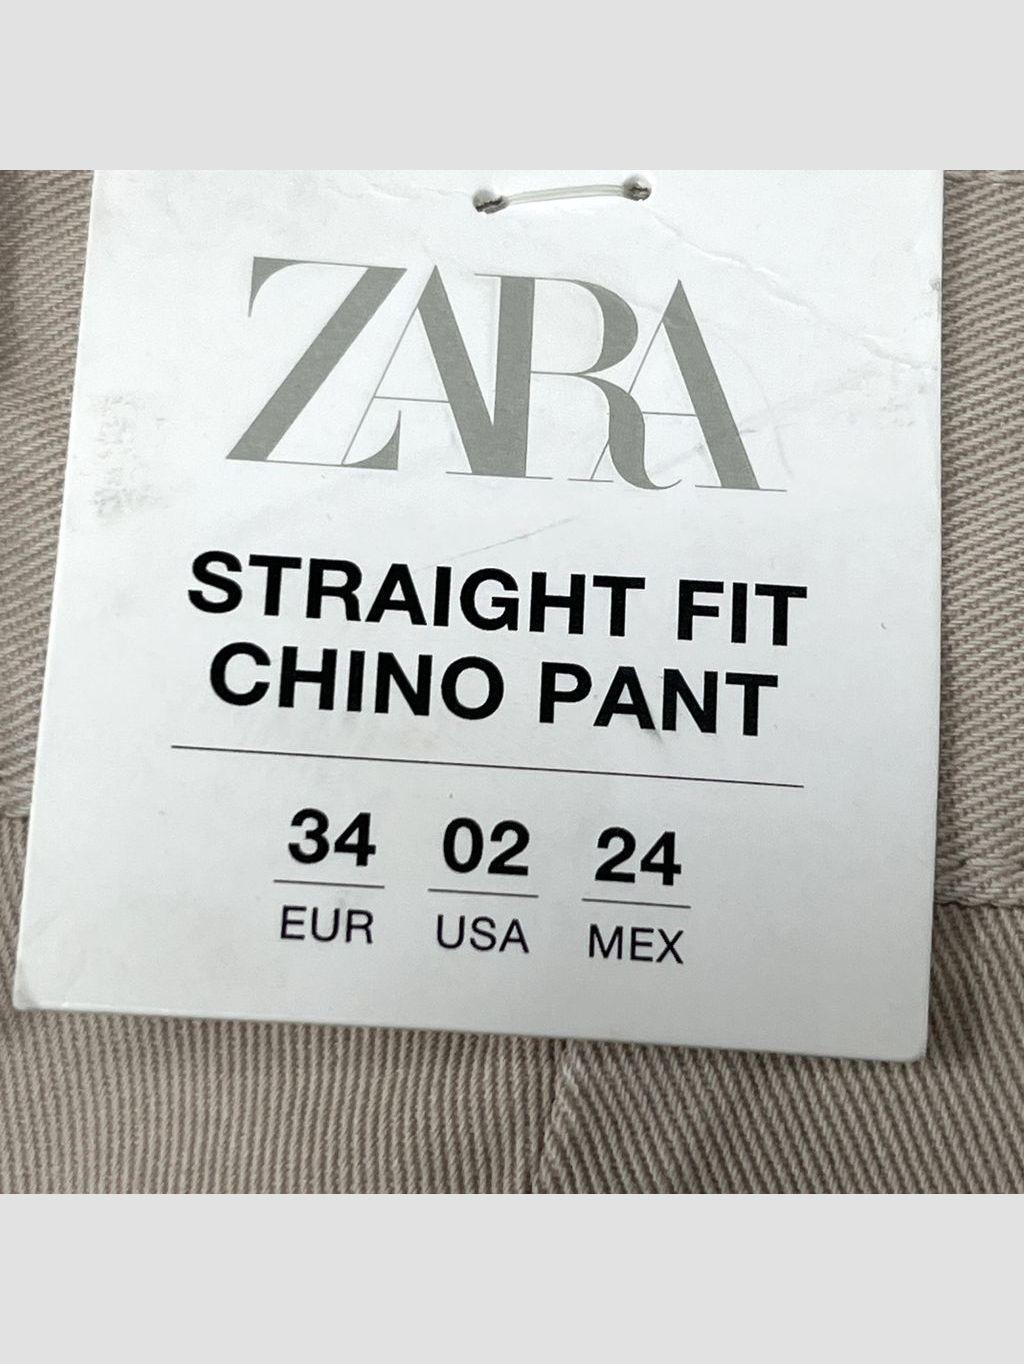 ZARA
STRAIGHT FIT
CHINO PANT
34 02 24
EUR USA MEX